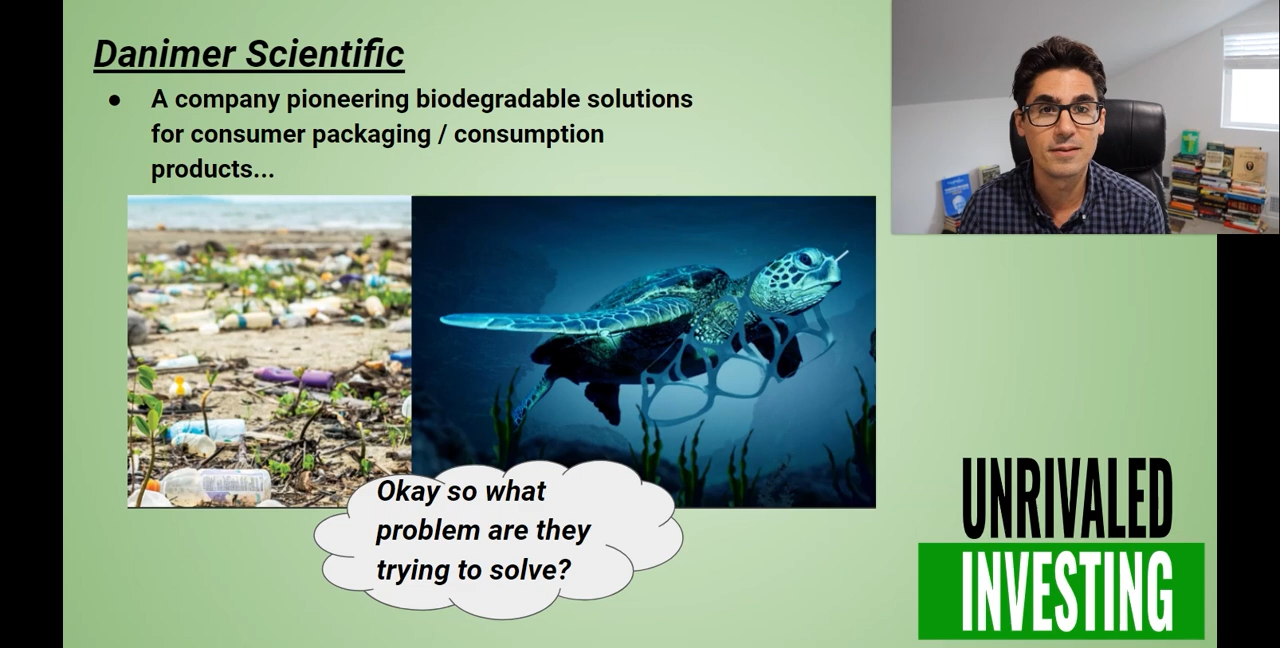 Danimer Scientific
● A company pioneering biodegradable solutions
for consumer packaging / consumption
products...
Okay so what
problem are they
trying to solve?
UNRIVALED
INVESTING